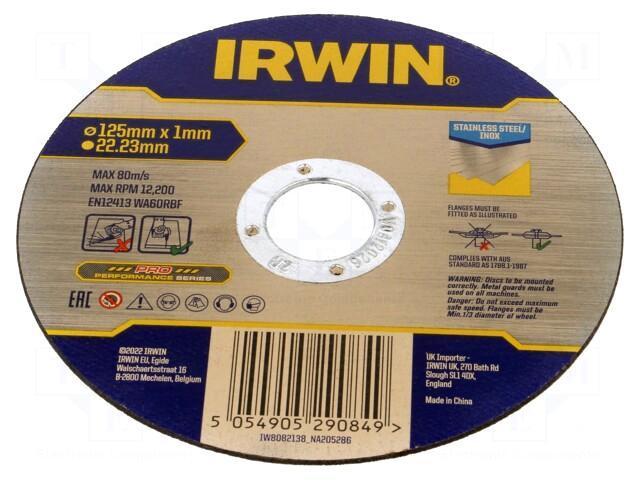 IRWIN®
ø 125mm x 1mm
22.23mm
MAX 80m/s
MAX RPM 12,200
EN12413 WA60RBF
PRO
PERFORMANCE SERIES
EAC
STAINLESS STEEL/
INOX
FLANGES MUST BE
FITTED AS ILLUSTRATED
COMPLIES WITH AUS
STANDARD AS 1788.1-1987
WARNING: Discs to be mounted
correctly. Metal guards must be
used on all machines.
Danger: Do not exceed maximum
safe speed. Flanges must be
Min.1/3 diameter of wheel.
©2022 IRWIN
IRWIN EU, Egide
Walschaertsstraat 16
B-2800 Mechelen, Belgium
5 054905 290849 >
IW8082138_NA205286
UK Importer -
IRWIN UK, 270 Bath Rd
Slough SL1 4DX,
England
Made in China